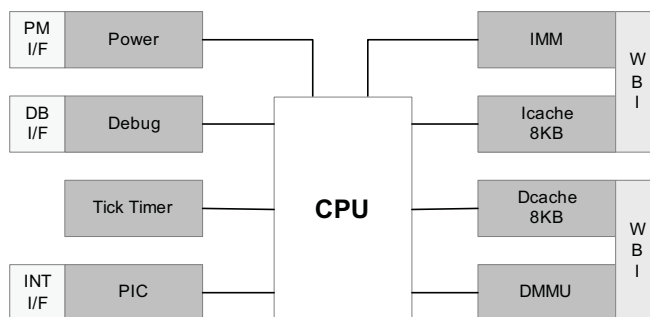 PM
I/F
Power
IMM
W
B
I
DB
I/F
Debug
Icache
8KB
CPU
Tick Timer
Dcache
8KB
W
B
I
INT
I/F
PIC
DMMU